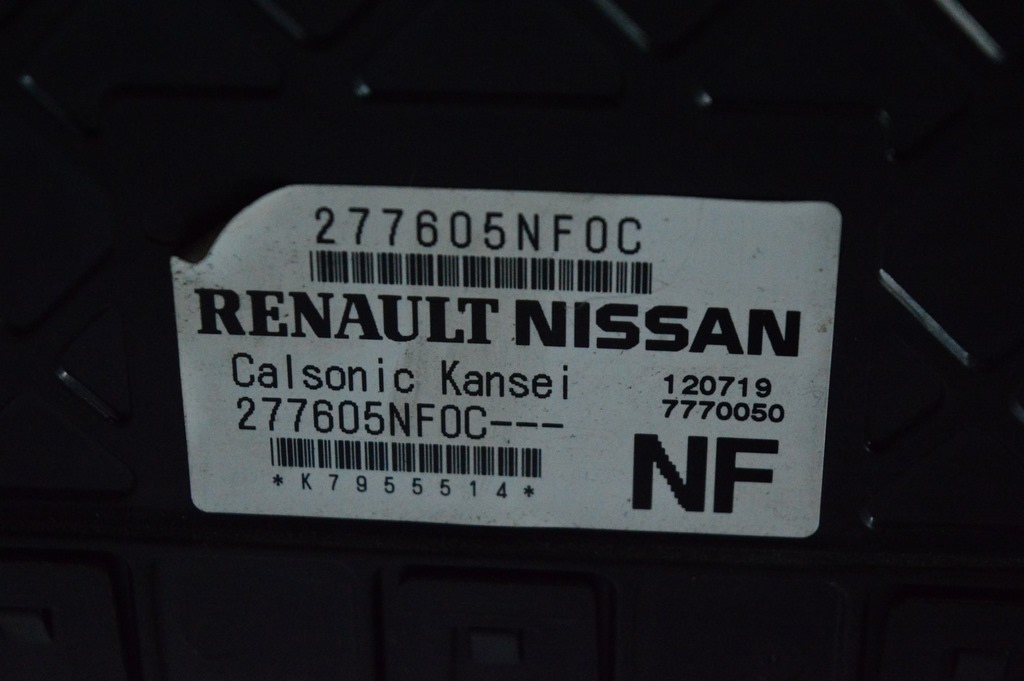 277605NF0C
RENAULT NISSAN
Calsonic Kansei
120719
277605NF0C---
7770050
NF
*K7955514*